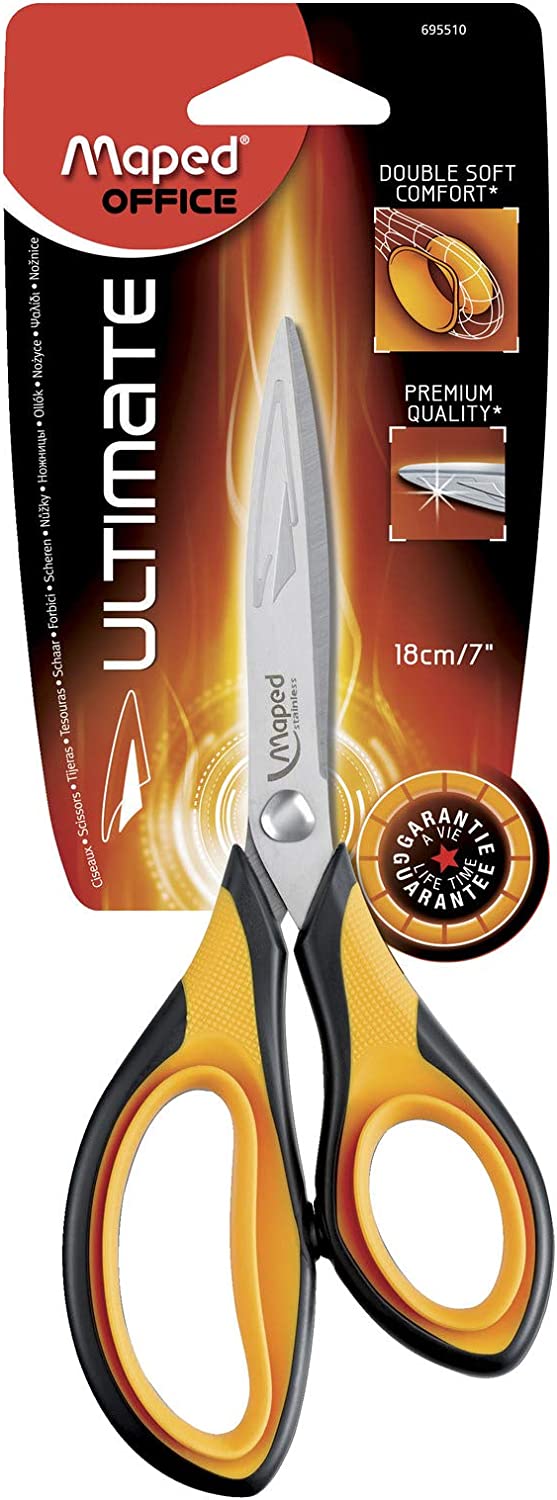 695510
Maped®
OFFICE
DOUBLE SOFT
COMFORT*
PREMIUM
QUALITY*
ULTIMATE
Ciseaux • Scissors • Tijeras • Tesouras • Schaar • Forbici • Scheren • Nůžky • Ножницы • Ollók • Nożyce • Ψαλίδι • Nožnice
18cm/7"
Maped
stainless
GARANTIE
A VIE
LIFE TIME
GUARANTEE